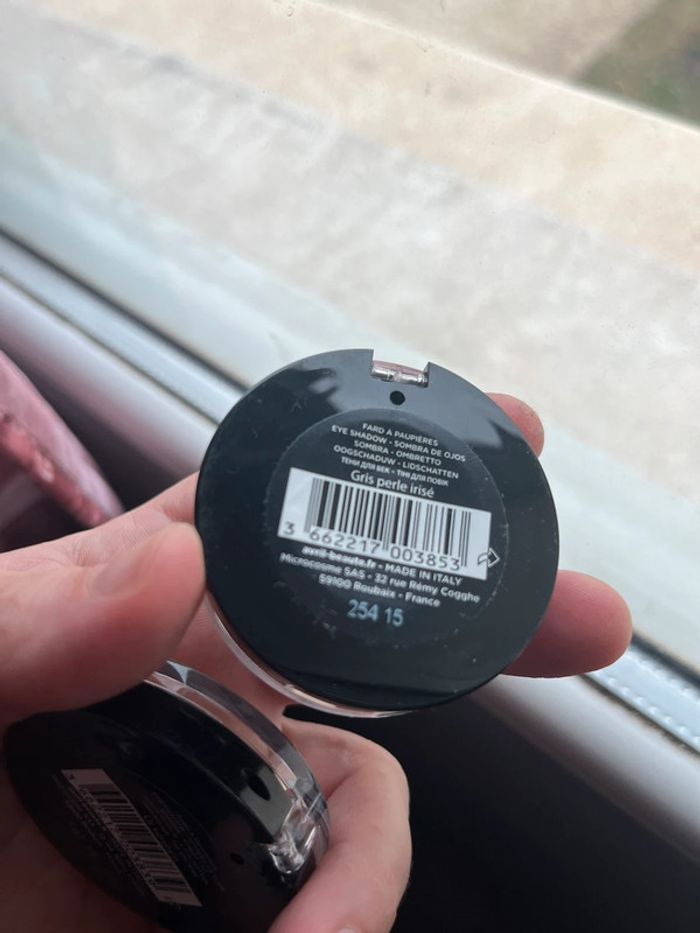 FARD A PAUPIÈRES
EYE SHADOW - SOMBRA DE OJOS
SOMBRA - OMBRETTO
OOGSCHADUW - LIDSCHATTEN
ТЕНИ ДЛЯ ВЕК - ТІНІ ДЛЯ ПОВІК
Gris perle irisé
3 662217 003853
avril-beaute.fr - MADE IN ITALY
Microcosme SAS - 32 rue Rémy Cogghe
59100 Roubaix - France
254 15